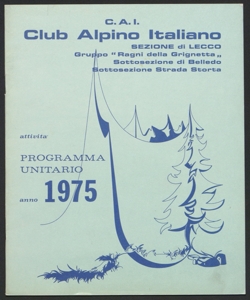 C. A. I.
Club Alpino Italiano
SEZIONE di LECCO
Gruppo " Ragni della Grignetta „
Sottosezione di Belledo
Sottosezione Strada Storta
attivita'
PROGRAMMA
UNITARIO
anno 1975